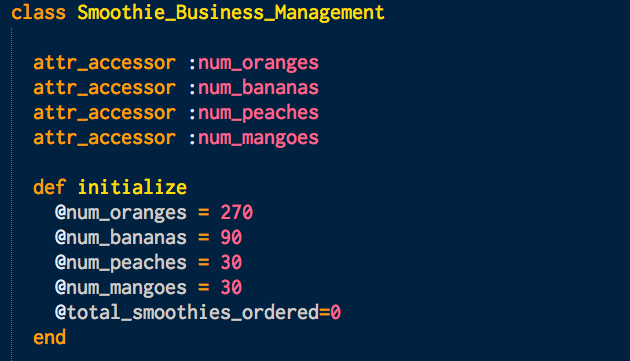 class Smoothie_Business_Management
attr_accessor :num_oranges
attr_accessor :num_bananas
attr_accessor :num_peaches
attr_accessor :num_mangoes
def initialize
@num_oranges = 270
@num_bananas = 90
@num_peaches = 30
@num_mangoes = 30
@total_smoothies_ordered=0
end